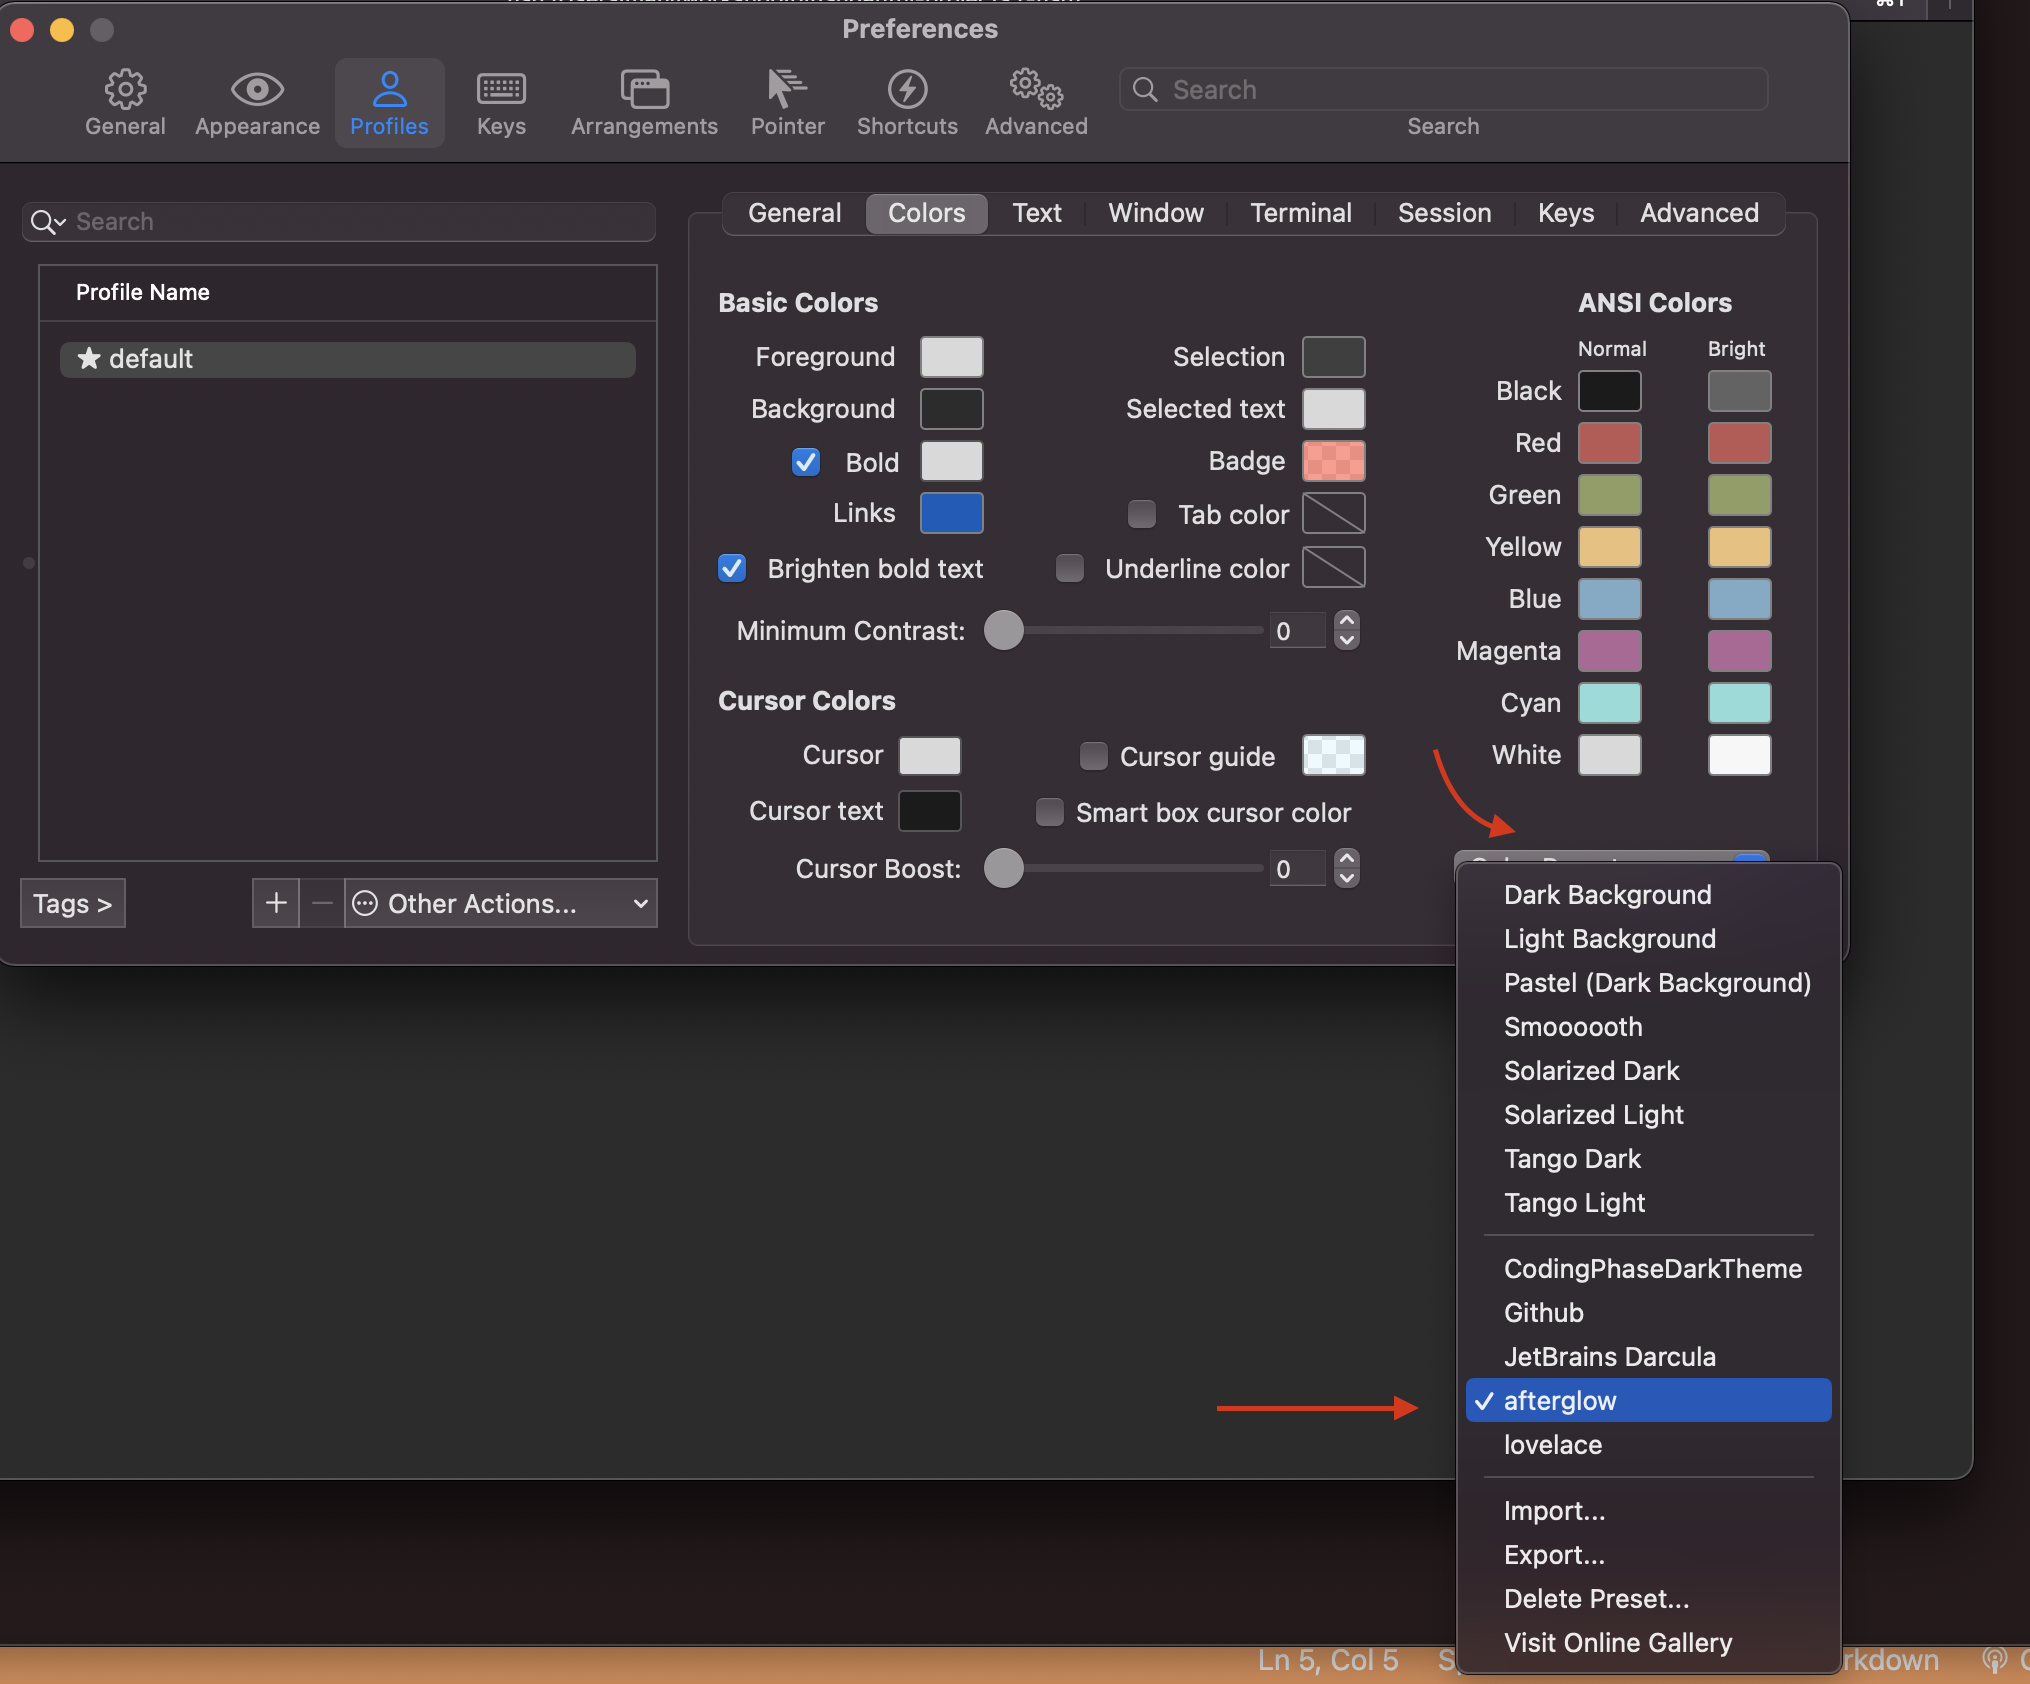 Preferences
General
Appearance
Profiles
Keys
Arrangements
Pointer
Shortcuts
Advanced
Search
Search
Search
Profile Name
default
Tags >
Other Actions...
General
Colors
Text
Window
Terminal
Session
Keys
Advanced
Basic Colors
Foreground
Background
Bold
Links
Brighten bold text
Minimum Contrast:
0
Selection
Selected text
Badge
Tab color
Underline color
Cursor Colors
Cursor
Cursor text
Cursor Boost:
0
Cursor guide
Smart box cursor color
ANSI Colors
Normal Bright
Black
Red
Green
Yellow
Blue
Magenta
Cyan
White
Dark Background
Light Background
Pastel (Dark Background)
Smoooooth
Solarized Dark
Solarized Light
Tango Dark
Tango Light
CodingPhaseDarkTheme
Github
JetBrains Darcula
afterglow
lovelace
Import...
Export...
Delete Preset...
Visit Online Gallery
Ln 5, Col 5
rkdown